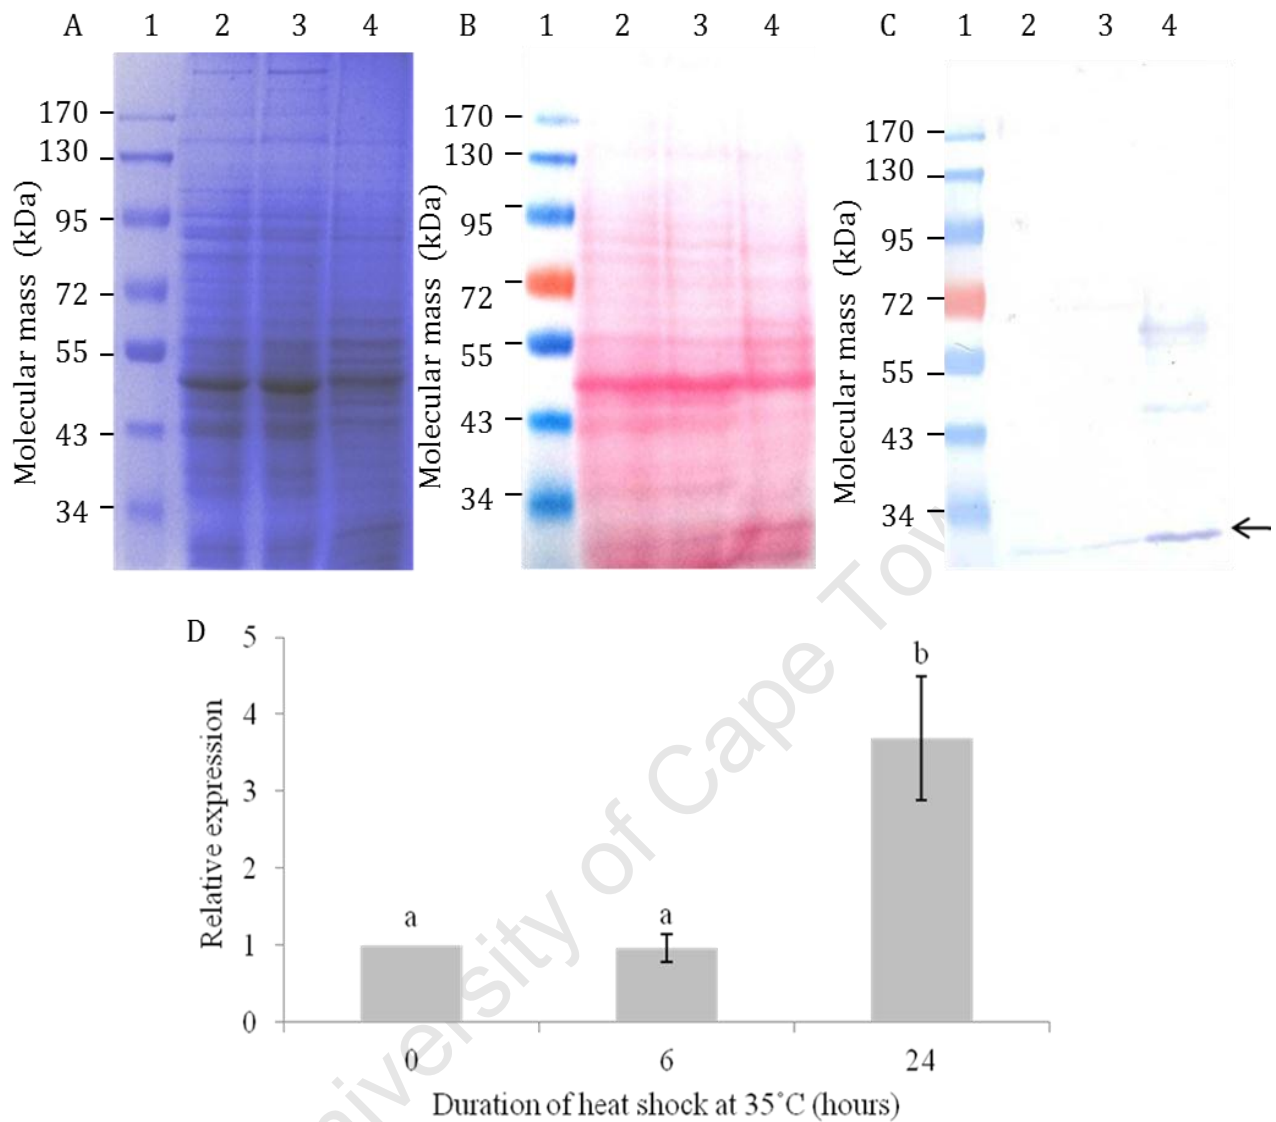 A 1 2 3 4
170
130
95
72
55
43
34
Molecular mass (kDa)
B 1 2 3 4
170
130
95
72
55
43
34
Molecular mass (kDa)
C 1 2 3 4
170
130
95
72
55
43
34
Molecular mass (kDa)
D
5
4
3
2
1
0
Relative expression
a
a
b
0 6 24
Duration of heat shock at 35˚C (hours)
University of Cape Tow